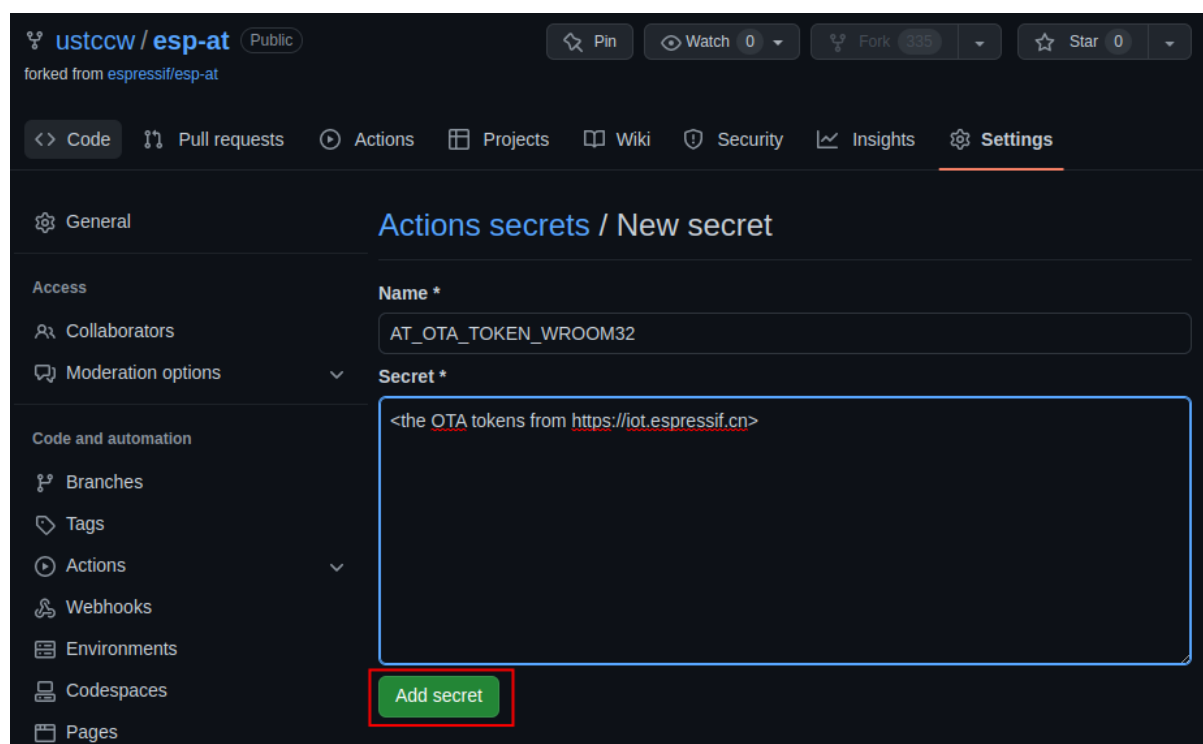 ustccw / esp-at Public Pin Watch 0 Fork 335 Star 0
forked from espressif/esp-at
Code Pull requests Actions Projects Wiki Security Insights Settings
General
Actions secrets / New secret
Access
Name *
Collaborators
AT_OTA_TOKEN_WROOM32
Moderation options
Secret *
<the OTA tokens from https://iot.espressif.cn>
Code and automation
Branches
Tags
Actions
Webhooks
Environments
Codespaces
Add secret
Pages